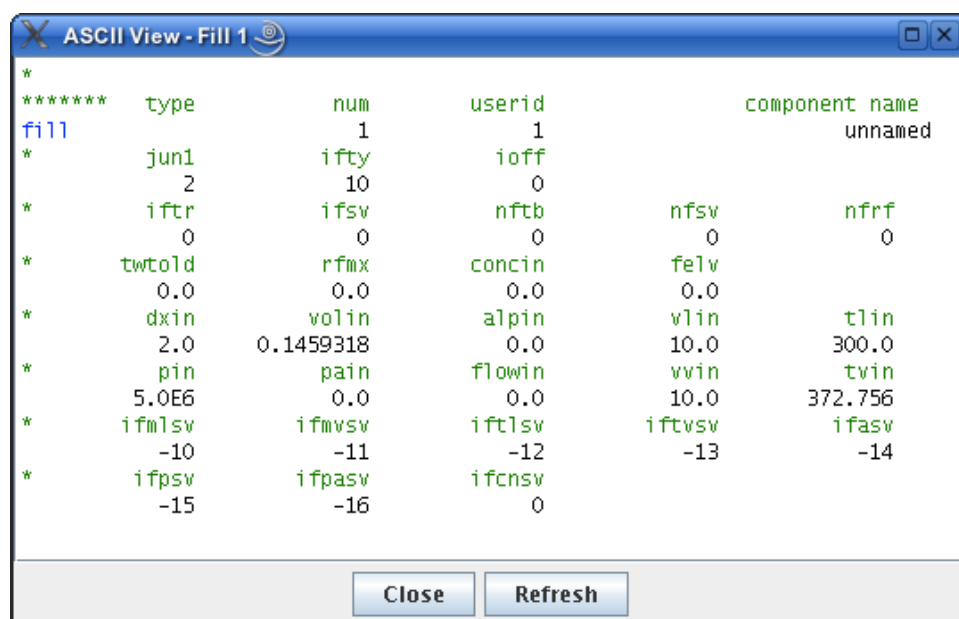 ASCII View - Fill 1
*
******* type num userid component name
fill 1 1 unnamed
* jun1 ifty ioff
2 10 0
* iftr ifsv nftb nfsv nfrf
0 0 0 0 0
* twtold rfmx concin felv
0.0 0.0 0.0 0.0
* dxin volin alpin vlin tlin
2.0 0.1459318 0.0 10.0 300.0
* pin pain flowin vvin tvin
5.0E6 0.0 0.0 10.0 372.756
* ifmlsv ifmvsv iftlsv iftvsv ifasv
-10 -11 -12 -13 -14
* ifpsv ifpasv ifcnsv
-15 -16 0
Close Refresh